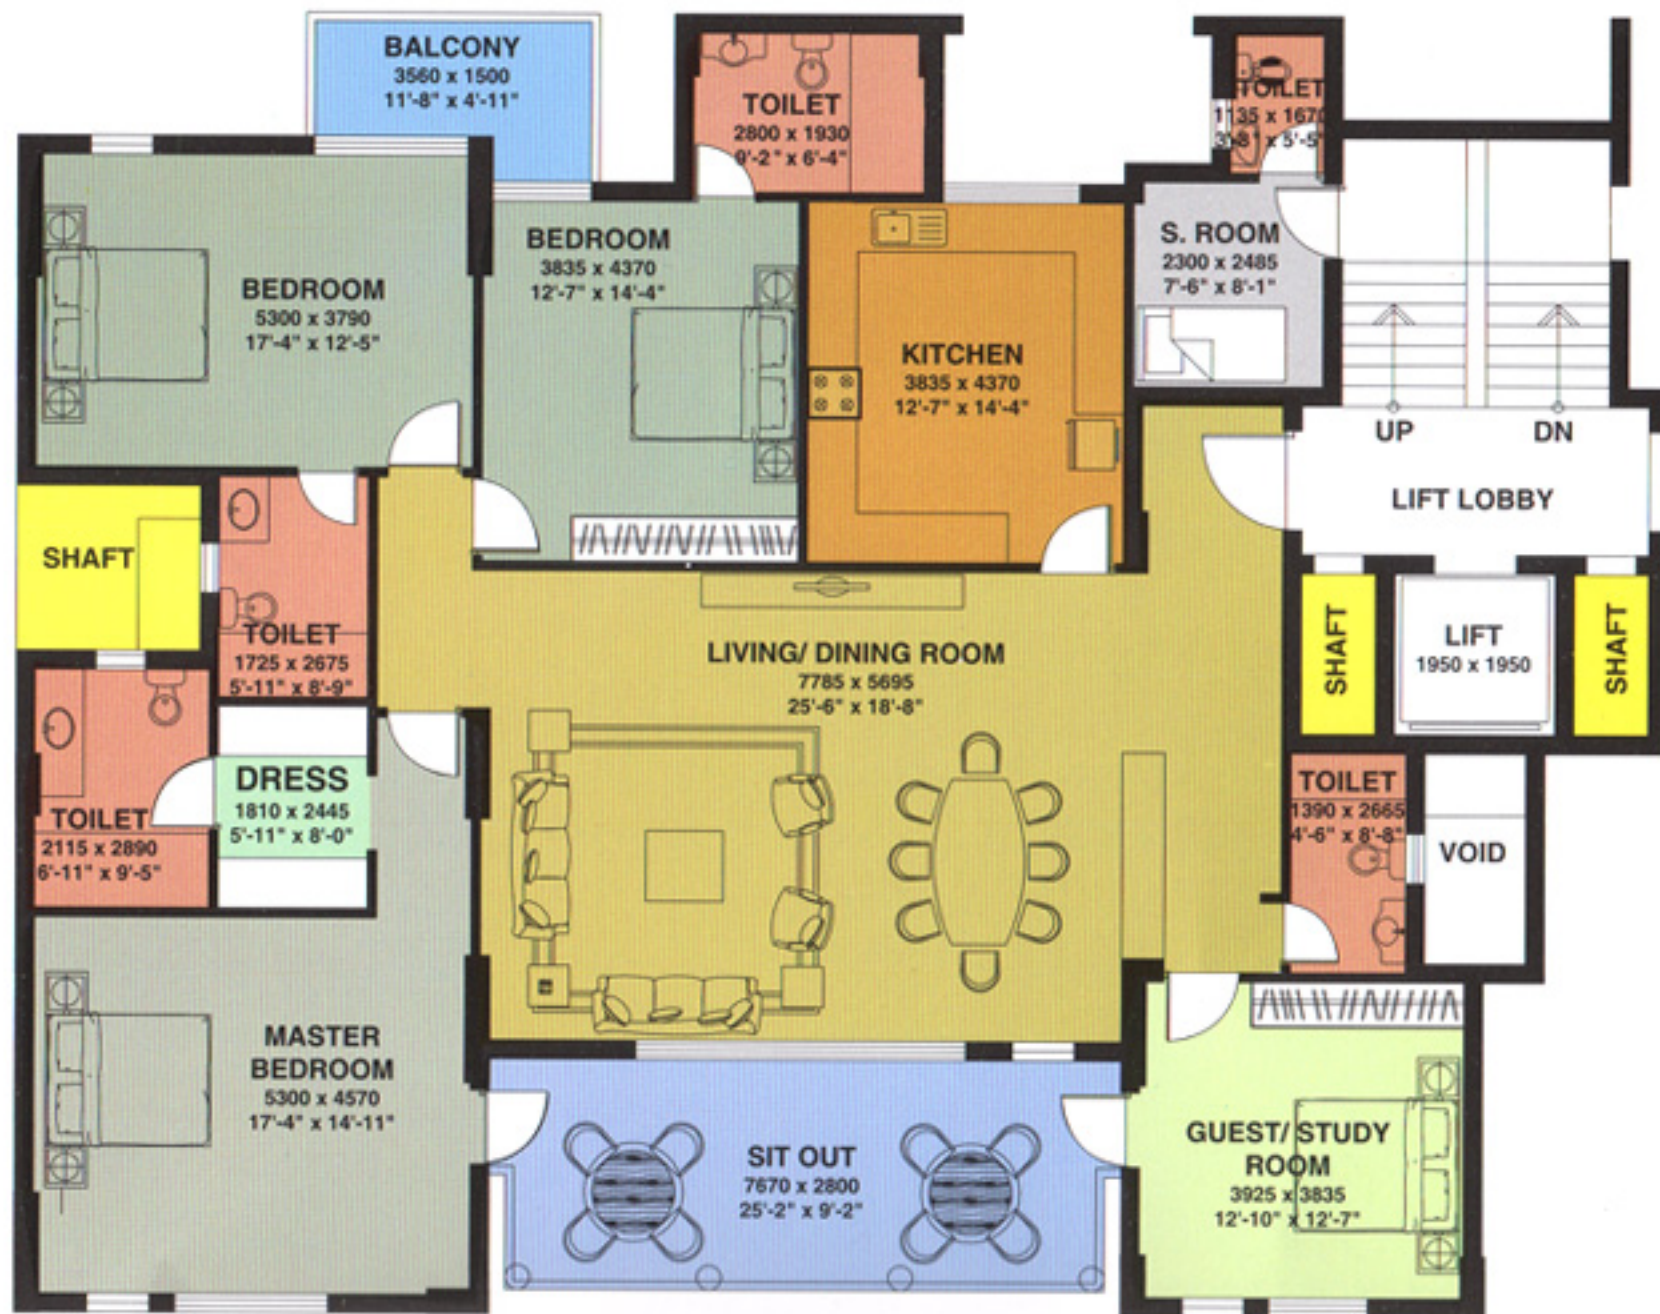 BALCONY
3560 x 1500
11'-8" x 4'-11"
TOILET
2800 x 1930
9'-2" x 6'-4"
TOILET
1135 x 1670
3'-8" x 5'-5"
BEDROOM
5300 x 3790
17'-4" x 12'-5"
BEDROOM
3835 x 4370
12'-7" x 14'-4"
KITCHEN
3835 x 4370
12'-7" x 14'-4"
S. ROOM
2300 x 2485
7'-6" x 8'-1"
UP
DN
LIFT LOBBY
SHAFT
TOILET
1725 x 2675
5'-11" x 8'-9"
LIVING/ DINING ROOM
7785 x 5695
25'-6" x 18'-8"
SHAFT
LIFT
1950 x 1950
SHAFT
TOILET
2115 x 2890
6'-11" x 9'-5"
DRESS
1810 x 2445
5'-11" x 8'-0"
TOILET
1390 x 2665
4'-6" x 8'-8"
VOID
MASTER
BEDROOM
5300 x 4570
17'-4" x 14'-11"
SIT OUT
7670 x 2800
25'-2" x 9'-2"
GUEST/ STUDY
ROOM
3925 x 3835
12'-10" x 12'-7"